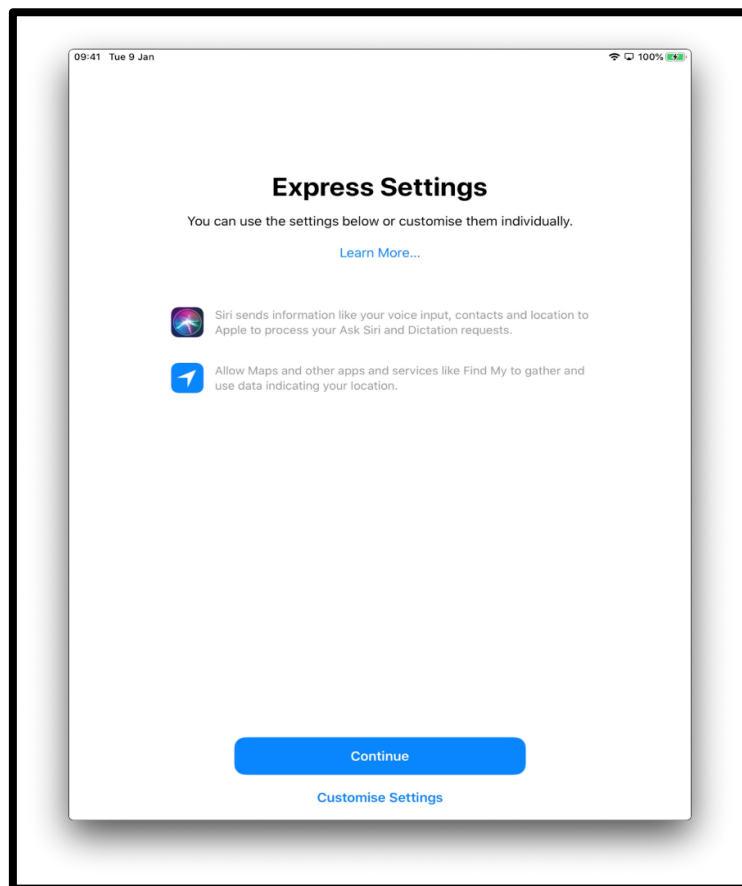 09:41 Tue 9 Jan 100%
Express Settings
You can use the settings below or customise them individually.
Learn More...
Siri sends information like your voice input, contacts and location to
Apple to process your Ask Siri and Dictation requests.
Allow Maps and other apps and services like Find My to gather and
use data indicating your location.
Continue
Customise Settings